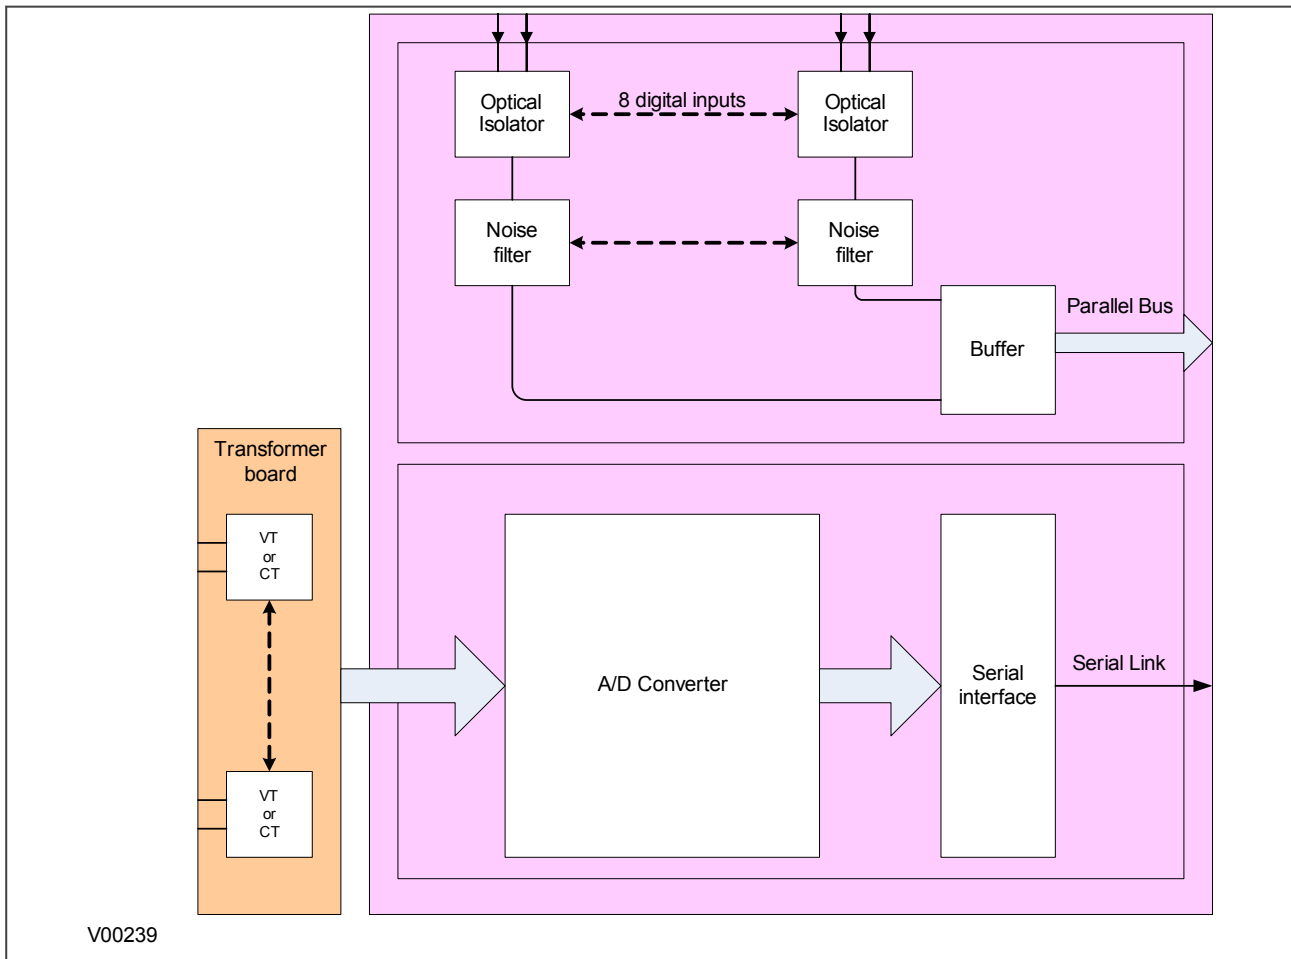 Optical
Isolator
8 digital inputs
Optical
Isolator
Noise
filter
Noise
filter
Parallel Bus
Buffer
Transformer
board
VT
or
CT
A/D Converter
Serial
interface
Serial Link
VT
or
CT
V00239